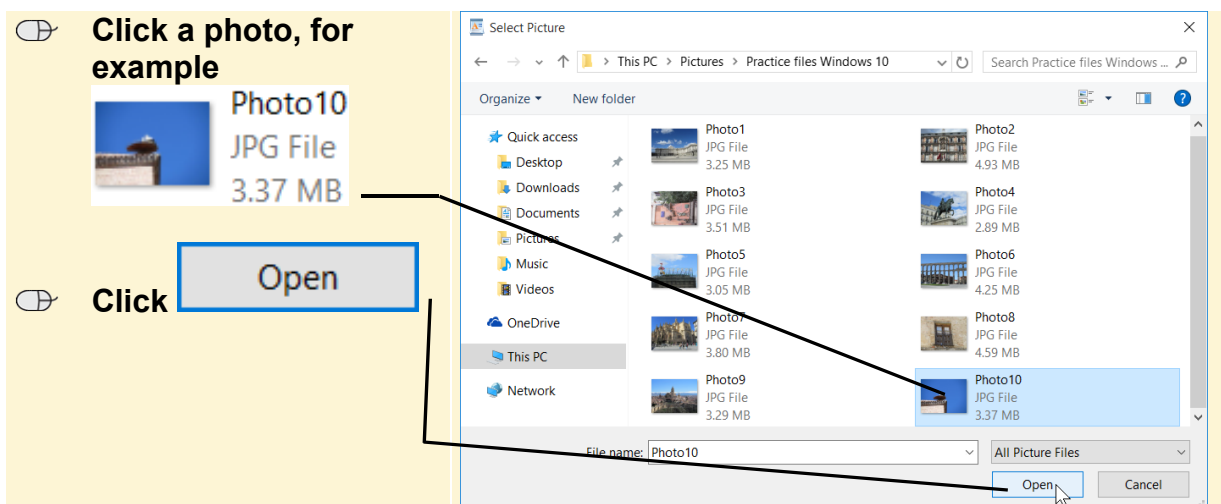 Click a photo, for
example
Photo10
JPG File
3.37 MB
Click Open
Select Picture
This PC > Pictures > Practice files Windows 10
Search Practice files Windows ...
Organize New folder
Quick access
Desktop
Downloads
Documents
Pictures
Music
Videos
OneDrive
This PC
Network
Photo1
JPG File
3.25 MB
Photo2
JPG File
4.93 MB
Photo3
JPG File
3.51 MB
Photo4
JPG File
2.89 MB
Photo5
JPG File
3.05 MB
Photo6
JPG File
4.25 MB
Photo7
JPG File
3.80 MB
Photo8
JPG File
4.59 MB
Photo9
JPG File
3.29 MB
Photo10
JPG File
3.37 MB
File name: Photo10
All Picture Files
Open Cancel